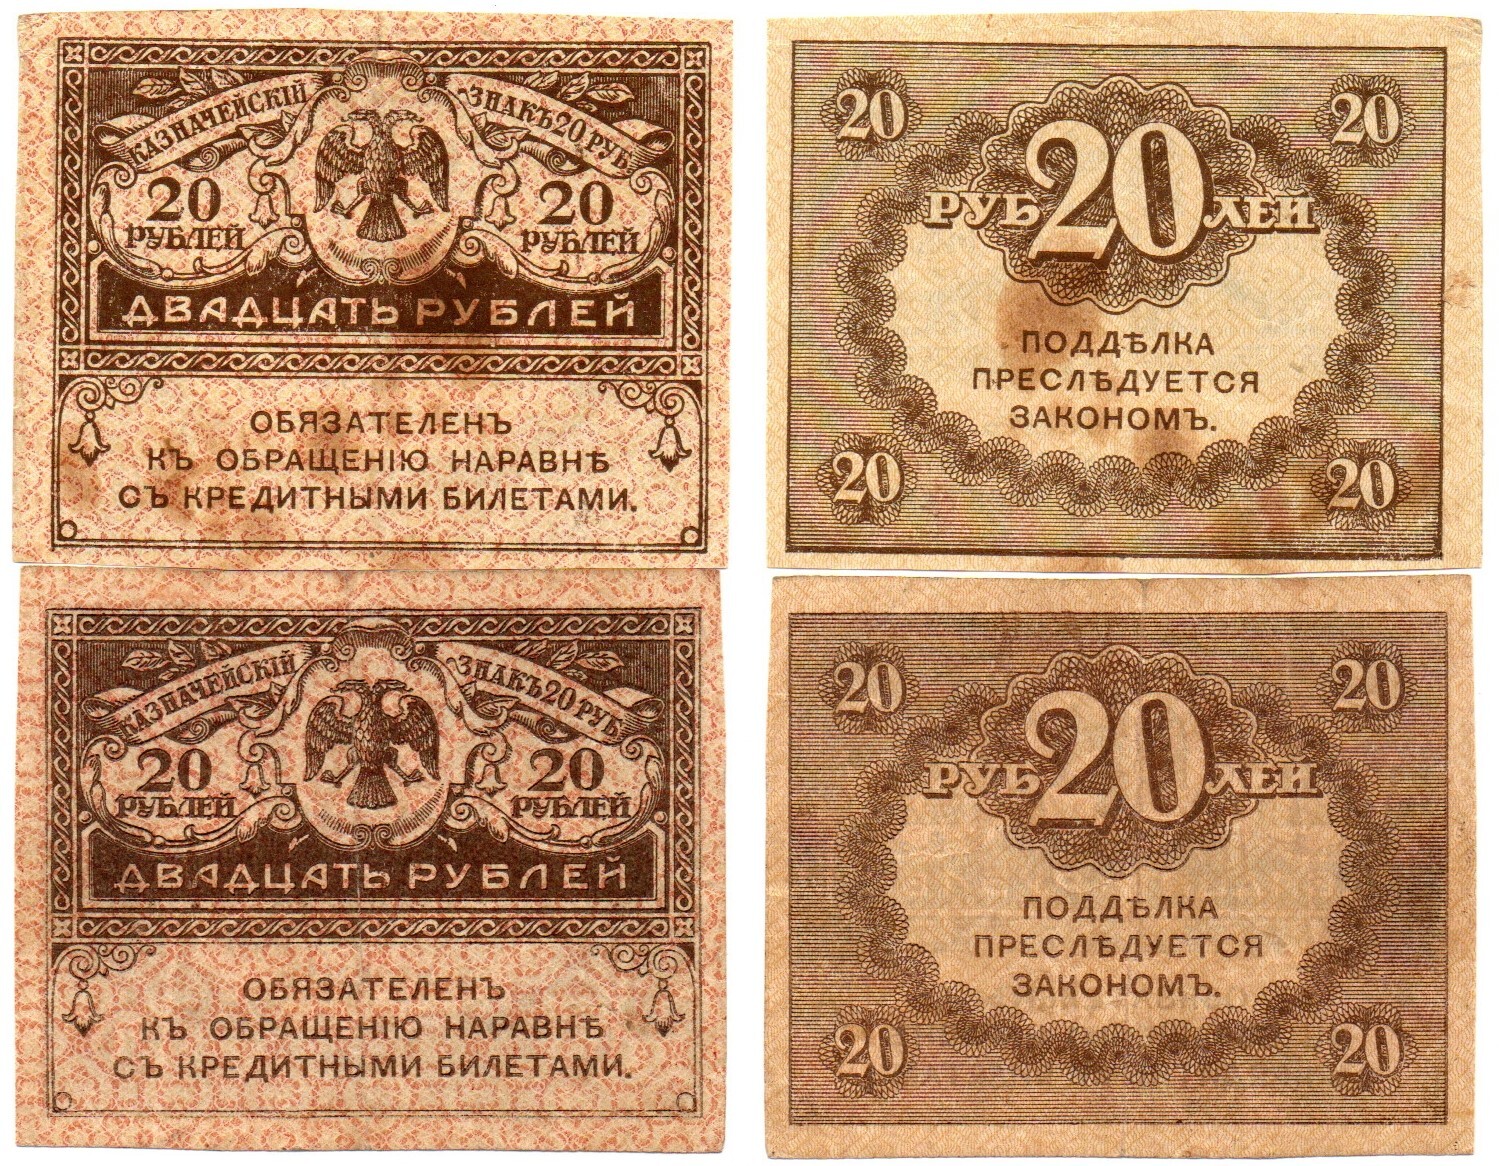 КАЗНАЧЕЙСКІЙ ЗНАКЪ 20 РУБ.
20 РУБЛЕЙ 20 РУБЛЕЙ
ДВАДЦАТЬ РУБЛЕЙ
ОБЯЗАТЕЛЕНЪ
КЪ ОБРАЩЕНІЮ НАРАВНѢ
СЪ КРЕДИТНЫМИ БИЛЕТАМИ.
20 20
РУБ 20 ЛЕЙ
ПОДДѢЛКА
ПРЕСЛѢДУЕТСЯ
ЗАКОНОМЪ.
20 20
КАЗНАЧЕЙСКІЙ ЗНАКЪ 20 РУБ.
20 РУБЛЕЙ 20 РУБЛЕЙ
ДВАДЦАТЬ РУБЛЕЙ
ОБЯЗАТЕЛЕНЪ
КЪ ОБРАЩЕНІЮ НАРАВНѢ
СЪ КРЕДИТНЫМИ БИЛЕТАМИ.
20 20
РУБ 20 ЛЕЙ
ПОДДѢЛКА
ПРЕСЛѢДУЕТСЯ
ЗАКОНОМЪ.
20 20